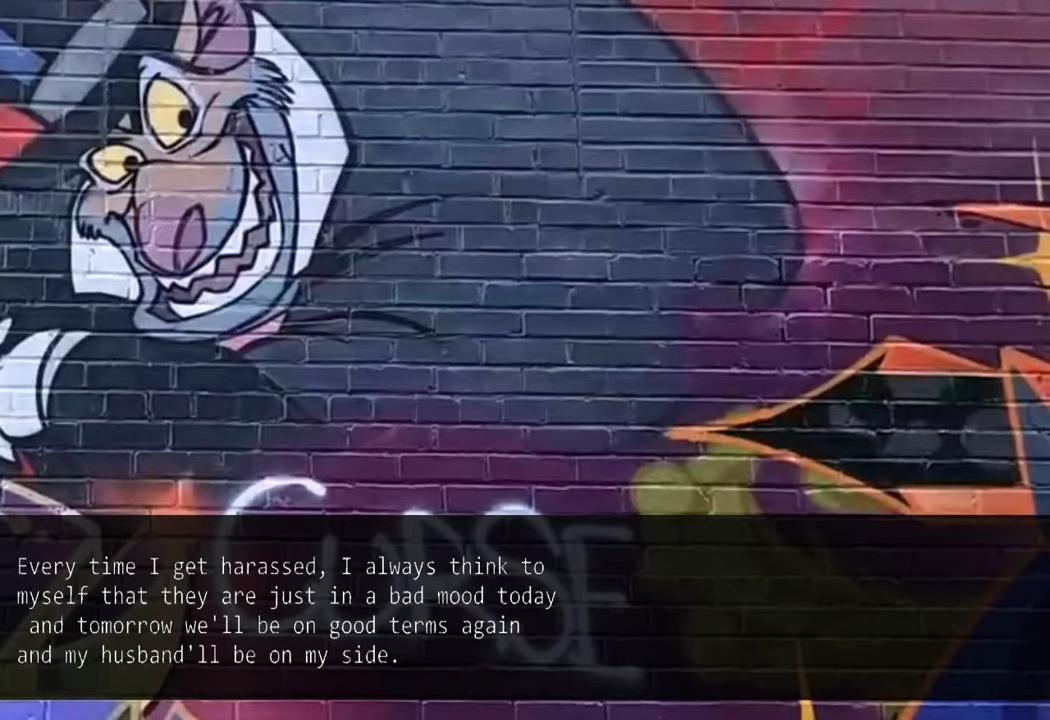 CHASE
Every time I get harassed, I always think to
myself that they are just in a bad mood today
and tomorrow we'll be on good terms again
and my husband'll be on my side.